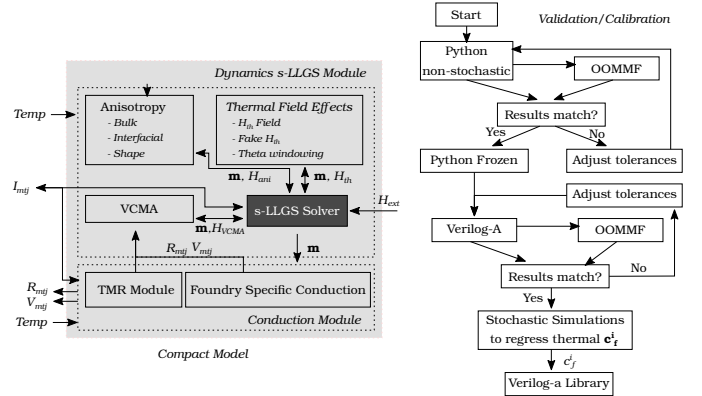 Dynamics s-LLGS Module
Temp
Anisotropy
- Bulk
- Interfacial
- Shape
Thermal Field Effects
- H_th Field
- Fake H_th
- Theta windowing
m, H_ani
m, H_th
I_mtj
VCMA
s-LLGS Solver
H_ext
m,H_VCMA
m
R_mtj V_mtj
TMR Module
Foundry Specific Conduction
R_mtj
V_mtj
Temp
Conduction Module
Compact Model
Start
Validation/Calibration
Python
non-stochastic
OOMMF
Results match?
Yes
No
Python Frozen
Adjust tolerances
Adjust tolerances
Verilog-A
OOMMF
Results match?
No
Yes
Stochastic Simulations
to regress thermal c_f^i
c_f^i
Verilog-a Library